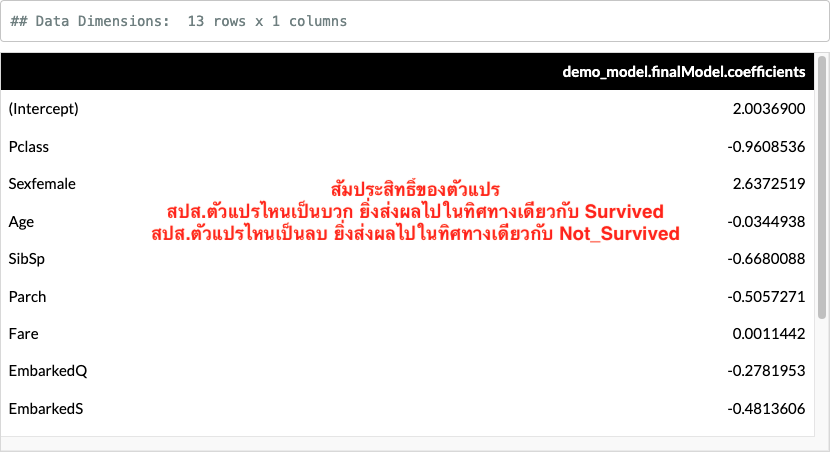 ## Data Dimensions:  13 rows x 1 columns
demo_model.finalModel.coefficients
(Intercept) 2.0036900
Pclass -0.9608536
Sexfemale 2.6372519
สัมประสิทธิ์ของตัวแปร
สปส.ตัวแปรไหนเป็นบวก ยิ่งส่งผลไปในทิศทางเดียวกับ Survived
Age -0.0344938
สปส.ตัวแปรไหนเป็นลบ ยิ่งส่งผลไปในทิศทางเดียวกับ Not_Survived
SibSp -0.6680088
Parch -0.5057271
Fare 0.0011442
EmbarkedQ -0.2781953
EmbarkedS -0.4813606